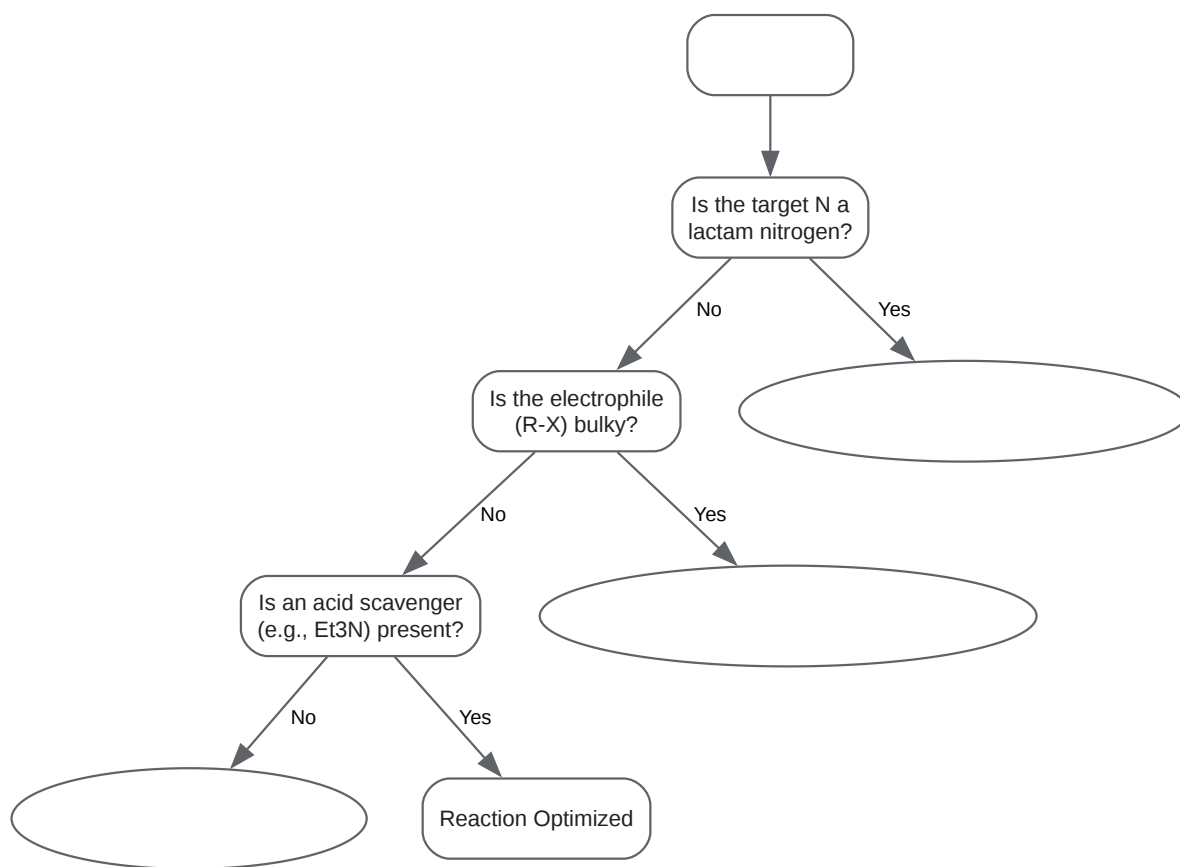 Is the target N a
lactam nitrogen?
No
Yes
Is the electrophile
(R-X) bulky?
No
Yes
Is an acid scavenger
(e.g., Et3N) present?
No
Yes
Reaction Optimized